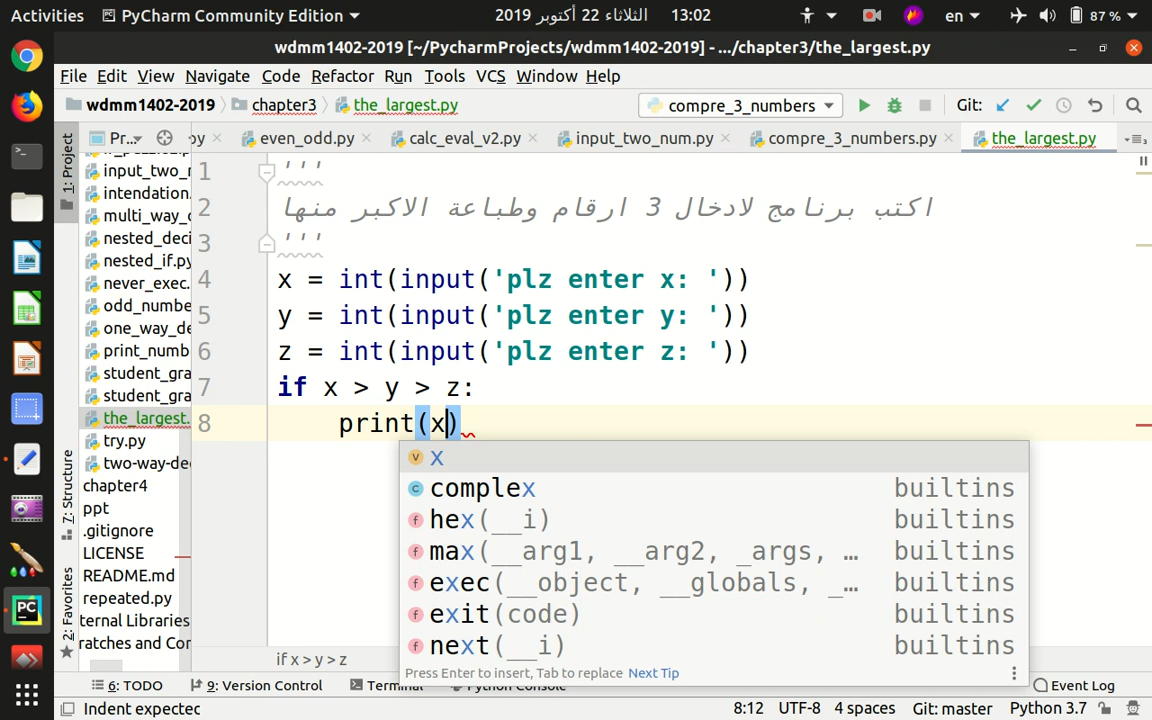 Activities PyCharm Community Edition 2019 الثلاثاء 22 أكتوبر 13:02 en 87 %
wdmm1402-2019 [~/PycharmProjects/wdmm1402-2019] - .../chapter3/the_largest.py
File Edit View Navigate Code Refactor Run Tools VCS Window Help
wdmm1402-2019 chapter3 the_largest.py compre_3_numbers Git:
1: Project
Pr... py even_odd.py calc_eval_v2.py input_two_num.py compre_3_numbers.py the_largest.py
input_two_
intendation.
multi_way_
nested_deci
nested_if.py
never_exec.
odd_numbe
one_way_de
print_numb
student_gra
student_gra
the_largest.
try.py
two-way-de
chapter4
ppt
.gitignore
LICENSE
README.md
repeated.py
ternal Libraries
ratches and Cor
7: Structure
2: Favorites
1 '''
2 اكتب برنامج لادخال 3 ارقام وطباعة الاكبر منها
3 '''
4 x = int(input('plz enter x: '))
5 y = int(input('plz enter y: '))
6 z = int(input('plz enter z: '))
7 if x > y > z:
8 print(x)
v x
c complex builtins
f hex(__i) builtins
f max(__arg1, __arg2, _args, … builtins
f exec(__object, __globals, _… builtins
f exit(code) builtins
f next(__i) builtins
Press Enter to insert, Tab to replace Next Tip
if x > y > z
6: TODO 9: Version Control Terminal Python Console Event Log
Indent expected 8:12 UTF-8 4 spaces Git: master Python 3.7